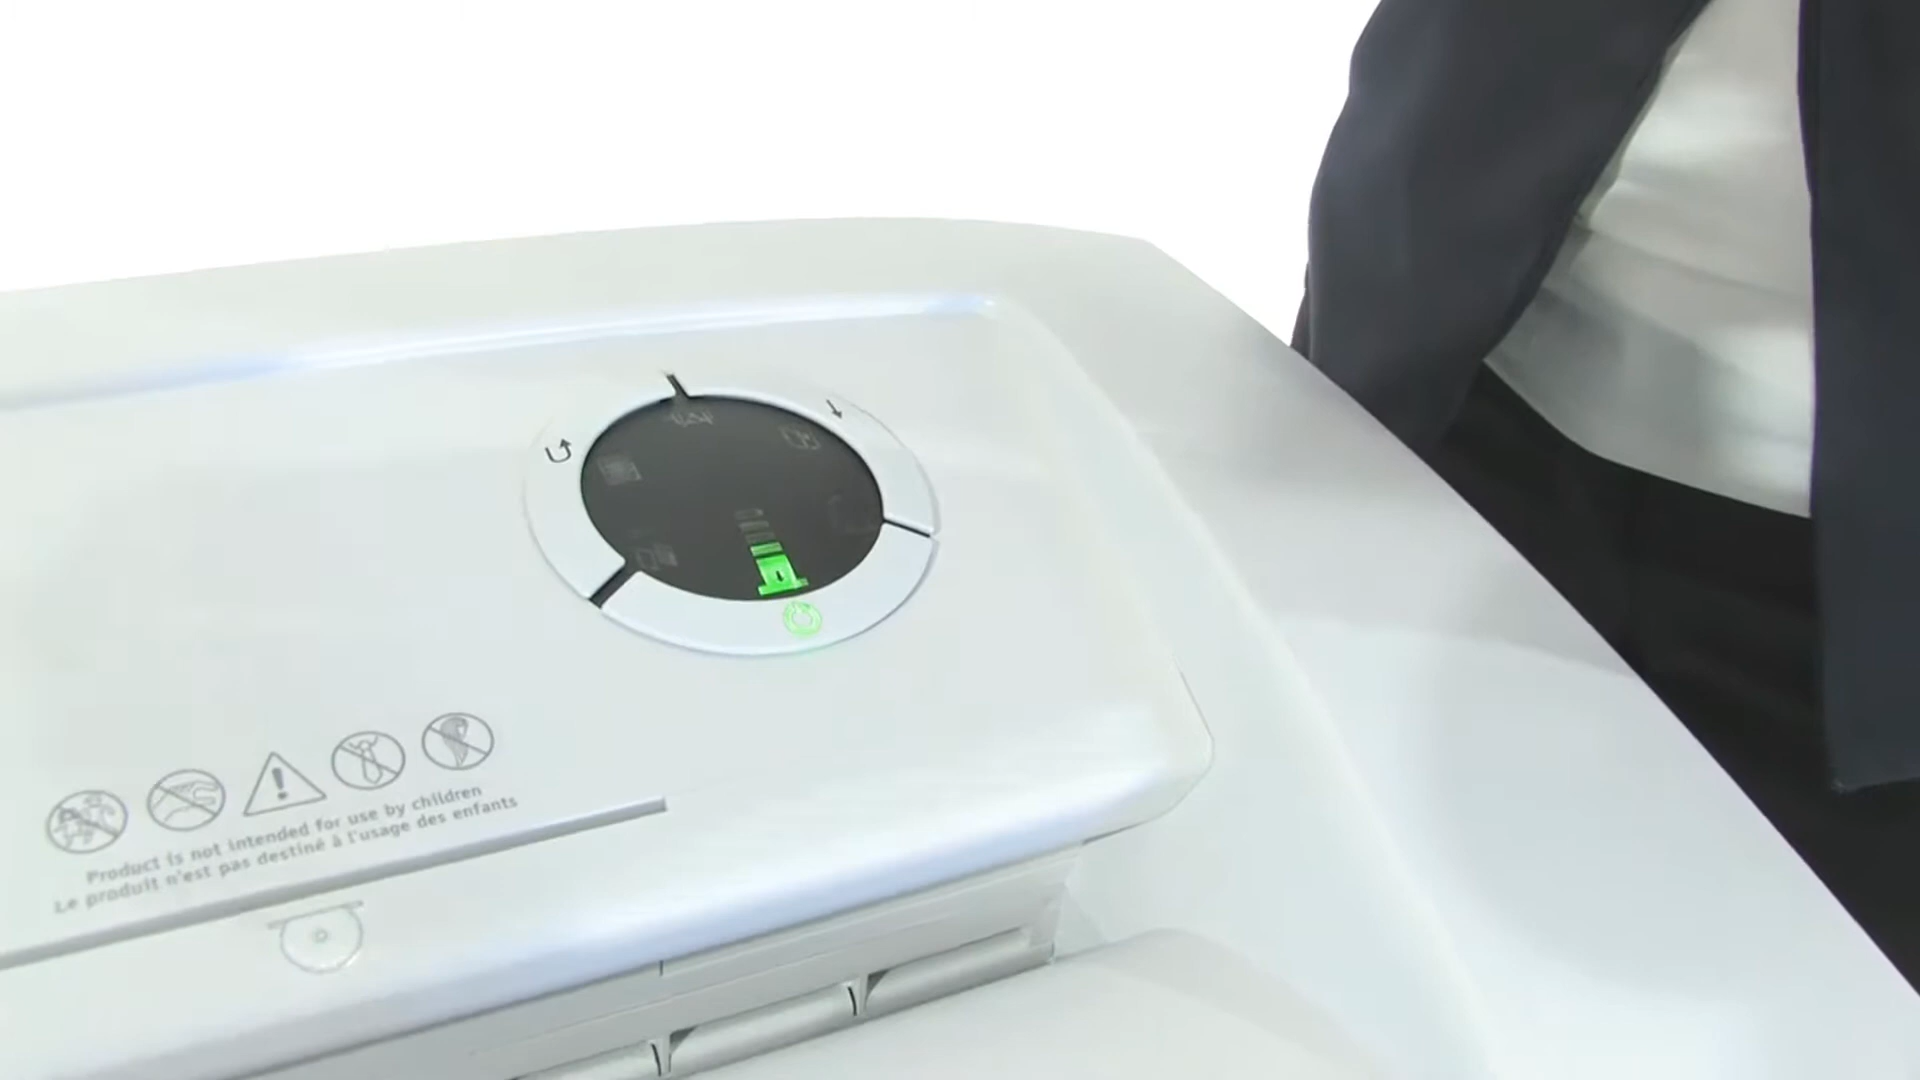 Product is not intended for use by children
Le produit n'est pas destiné à l'usage des enfants